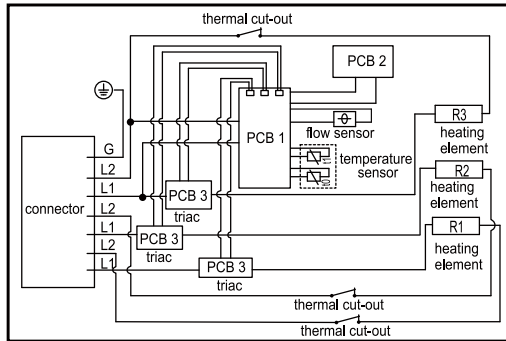 thermal cut-out
PCB 2
G
L2
L1
L2
L1
L2
L1
connector
PCB 1
flow sensor
t1
t0
temperature
sensor
R3
heating
element
R2
heating
element
R1
heating
element
PCB 3
triac
PCB 3
triac
PCB 3
triac
thermal cut-out
thermal cut-out